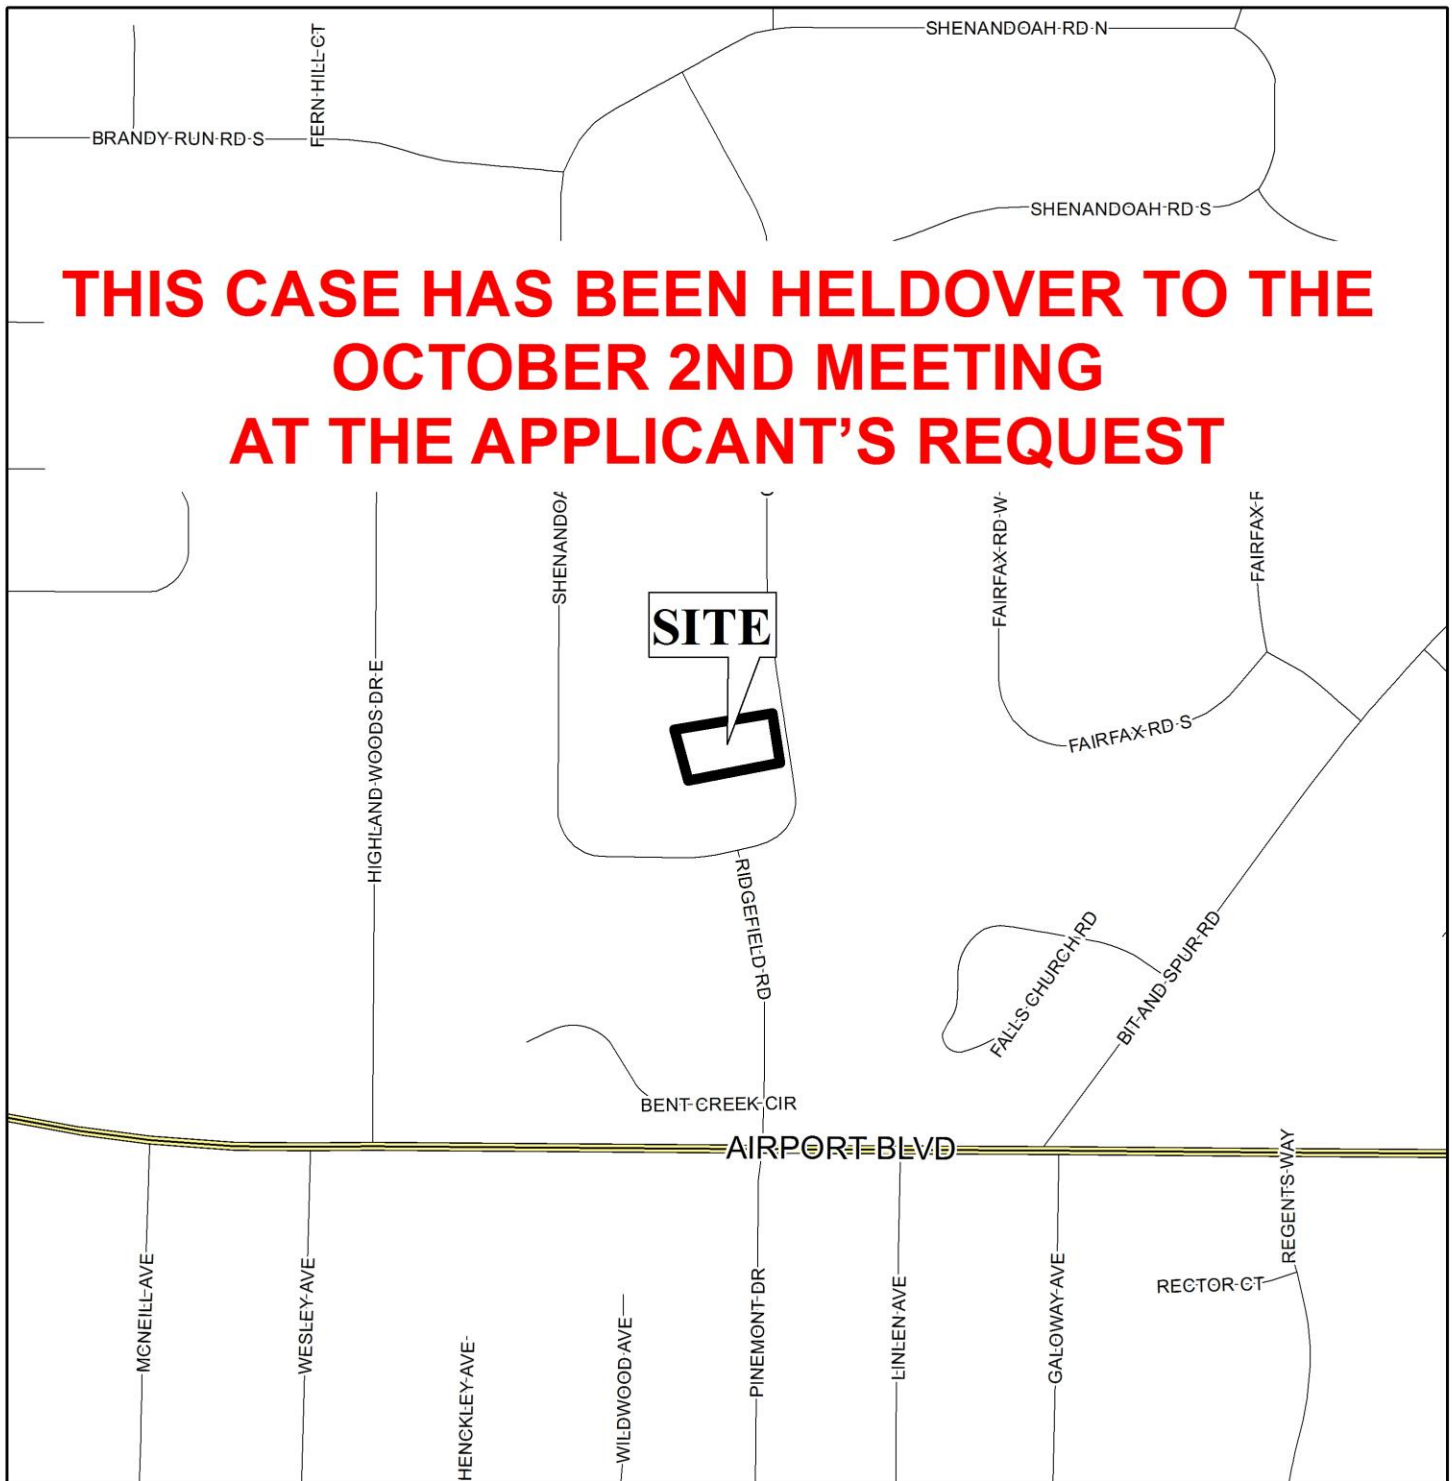 SHENANDOAH RD N
FERN HILL CT
BRANDY RUN RD S
SHENANDOAH RD S
THIS CASE HAS BEEN HELDOVER TO THE
OCTOBER 2ND MEETING
AT THE APPLICANT’S REQUEST
FAIRFAX RD W
SITE
HIGHLAND WOODS DR E
FAIRFAX RD S
RIDGEFIELD RD
FALLS CHURCH RD
BIT AND SPUR RD
BENT CREEK CIR
AIRPORT BLVD
REGENTS WAY
MCNEILL AVE
WESLEY AVE
HENCKLEY AVE
WILDWOOD AVE
PINEMONT DR
LINLEN AVE
GALOWAY AVE
RECTOR CT